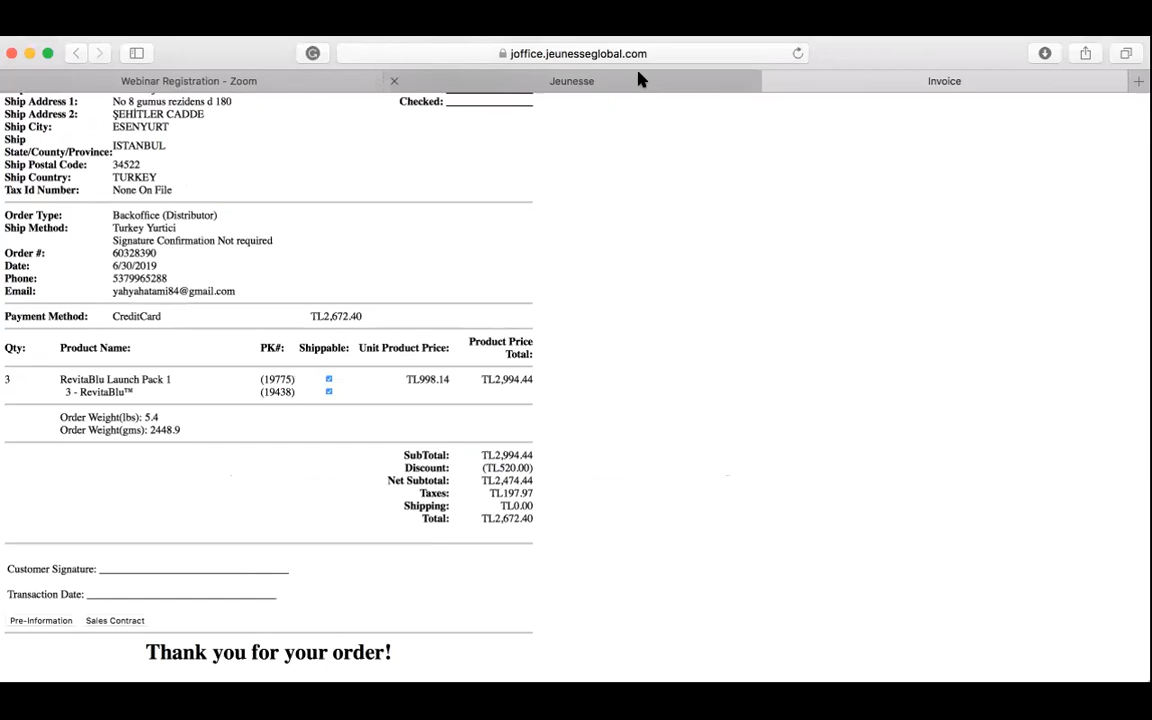 joffice.jeunesseglobal.com
Webinar Registration - Zoom
Jeunesse
Invoice
Ship Address 1: No 8 gumus rezidens d 180
Checked:
Ship Address 2: ŞEHİTLER CADDE
Ship City: ESENYURT
Ship State/County/Province: ISTANBUL
Ship Postal Code: 34522
Ship Country: TURKEY
Tax Id Number: None On File
Order Type: Backoffice (Distributor)
Ship Method: Turkey Yurtici
Signature Confirmation Not required
Order #: 60328390
Date: 6/30/2019
Phone: 5379965288
Email: yahyahatami84@gmail.com
Payment Method: CreditCard TL2,672.40
Qty: Product Name: PK#: Shippable: Unit Product Price: Product Price Total:
3 RevitaBlu Launch Pack 1 (19775) TL998.14 TL2,994.44
3 - RevitaBlu™ (19438)
Order Weight(lbs): 5.4
Order Weight(gms): 2448.9
SubTotal: TL2,994.44
Discount: (TL520.00)
Net Subtotal: TL2,474.44
Taxes: TL197.97
Shipping: TL0.00
Total: TL2,672.40
Customer Signature:
Transaction Date:
Pre-Information Sales Contract
Thank you for your order!